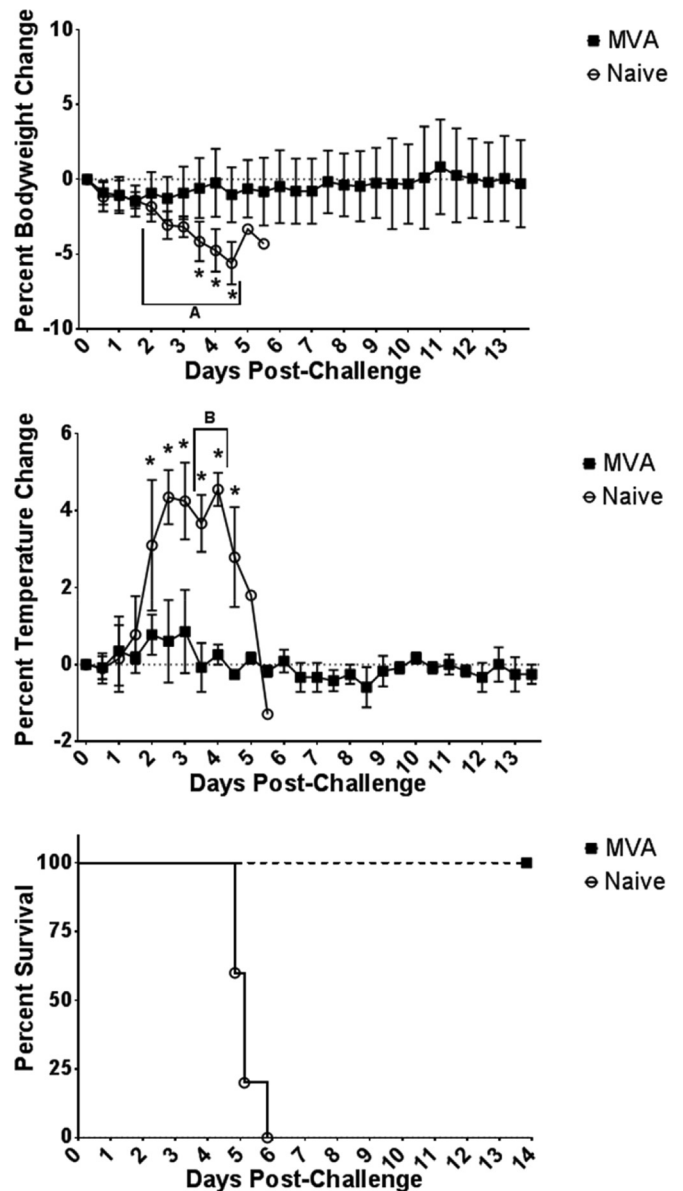 10
5
0
-5
-10
Percent Bodyweight Change
MVA
Naive
* * *
A
0 1 2 3 4 5 6 7 8 9 10 11 12 13
Days Post-Challenge
6
4
2
0
-2
Percent Temperature Change
MVA
Naive
B
* * * * * *
0 1 2 3 4 5 6 7 8 9 10 11 12 13
Days Post-Challenge
100
75
50
25
0
Percent Survival
MVA
Naive
0 1 2 3 4 5 6 7 8 9 10 11 12 13 14
Days Post-Challenge